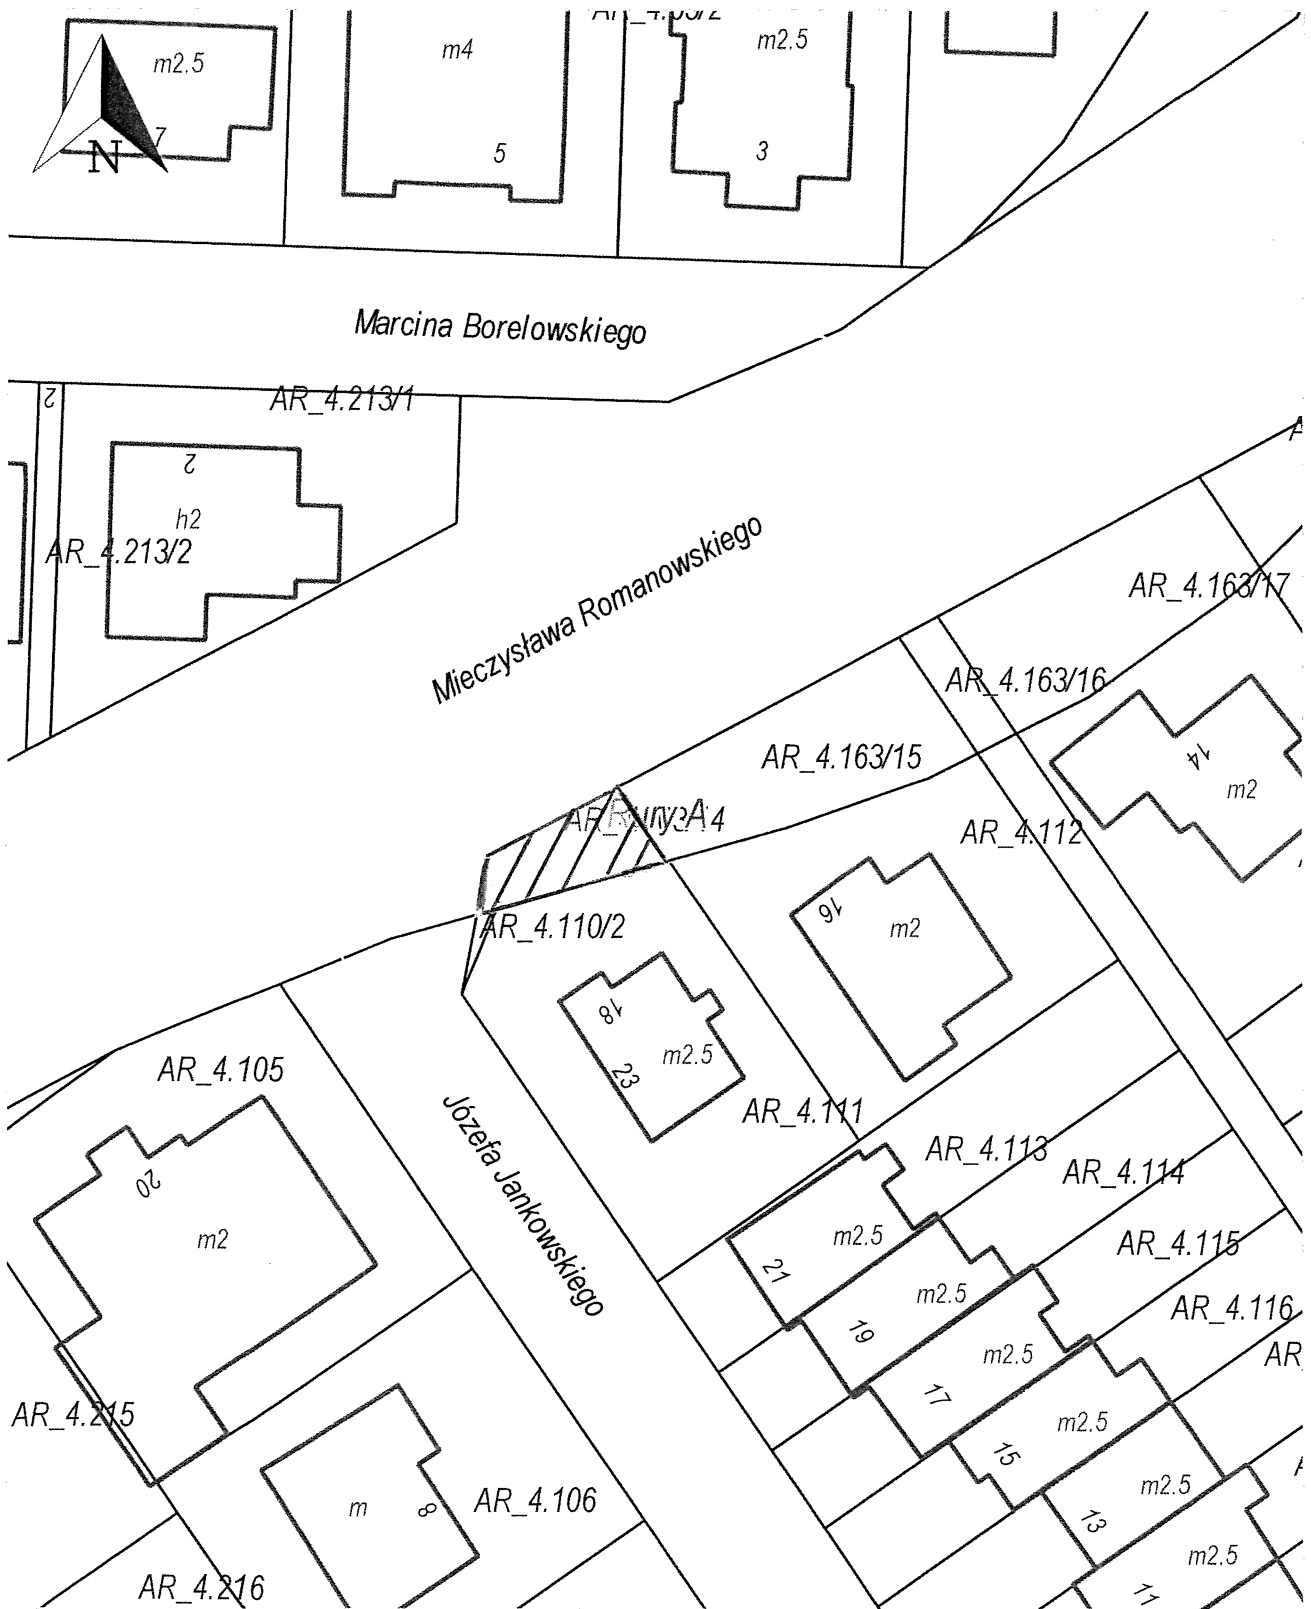 m2,5
m4
m2.5
7
N
5
3
Marcina Borelowskiego
2
AR_4.213/1
2
h2
AR_4.213/2
Mieczysława Romanowskiego
AR_4.163/17
AR_4.163/16
AR_4.163/15
14
m2
AR_4.112
16
m2
AR_4.110/2
18
m2.5
23
AR_4.105
AR_4.111
Józefa Jankowskiego
AR_4.113
AR_4.114
20
m2
m2.5
21
AR_4.115
m2.5
19
AR_4.116
m2.5
AR
17
AR_4.215
m2.5
15
AR_4.106
m
8
m2.5
13
m2.5
11
AR_4.216